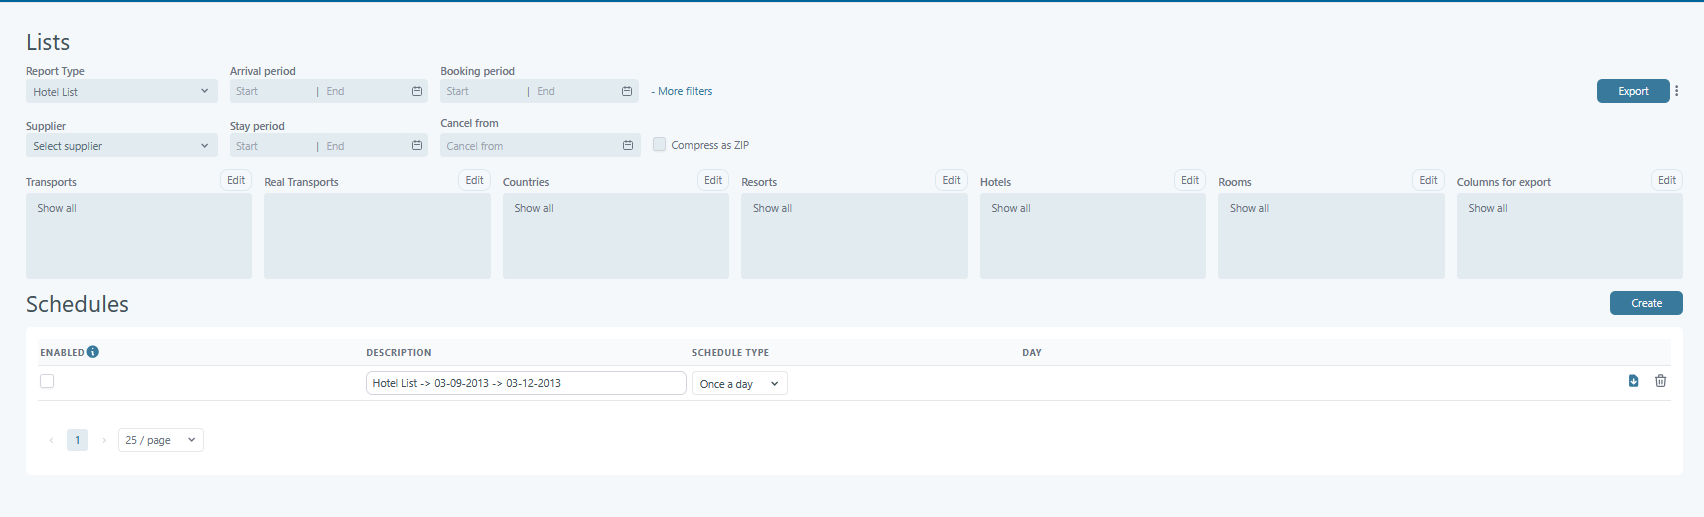 Lists
Report Type Arrival period Booking period
Hotel List Start | End Start | End - More filters Export
Supplier Stay period Cancel from
Select supplier Start | End Cancel from Compress as ZIP
Transports Edit Real Transports Edit Countries Edit Resorts Edit Hotels Edit Rooms Edit Columns for export Edit
Show all Show all Show all Show all Show all Show all
Schedules Create
ENABLED DESCRIPTION SCHEDULE TYPE DAY
Hotel List -> 03-09-2013 -> 03-12-2013 Once a day
‹ 1 › 25 / page